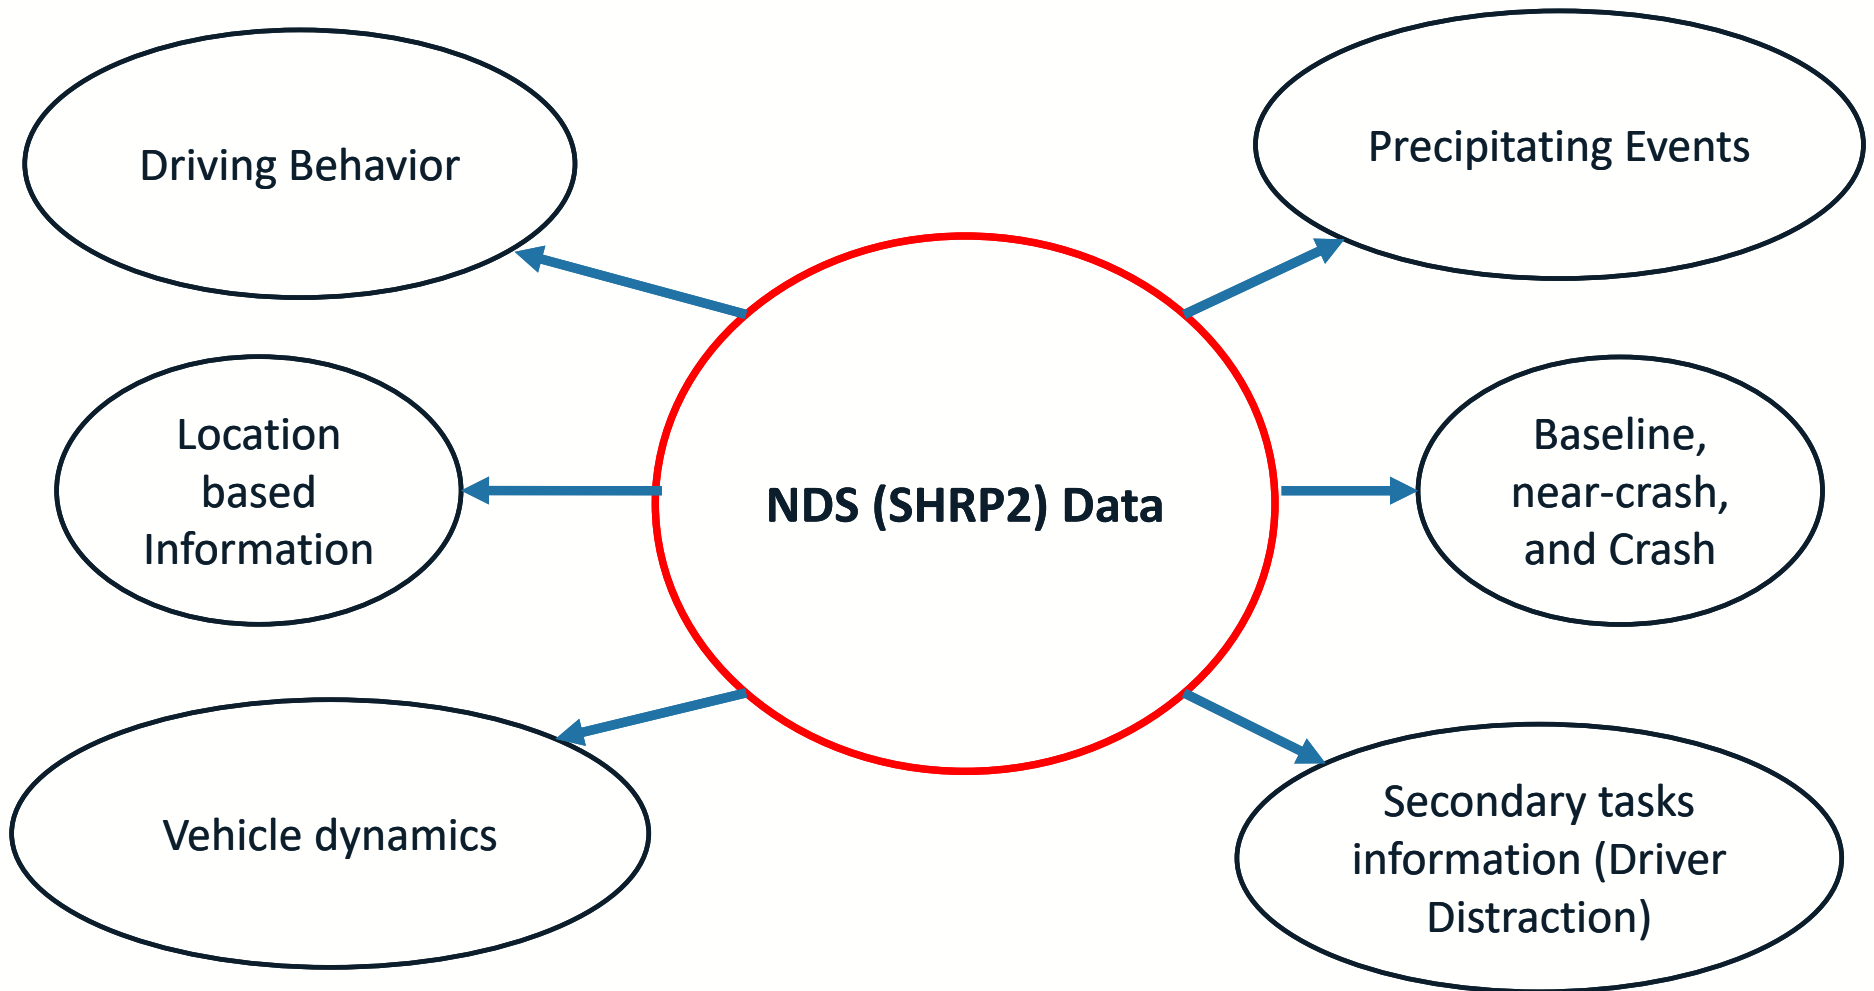 Driving Behavior
Precipitating Events
Location
based
Information
NDS (SHRP2) Data
Baseline,
near-crash,
and Crash
Vehicle dynamics
Secondary tasks
information (Driver
Distraction)